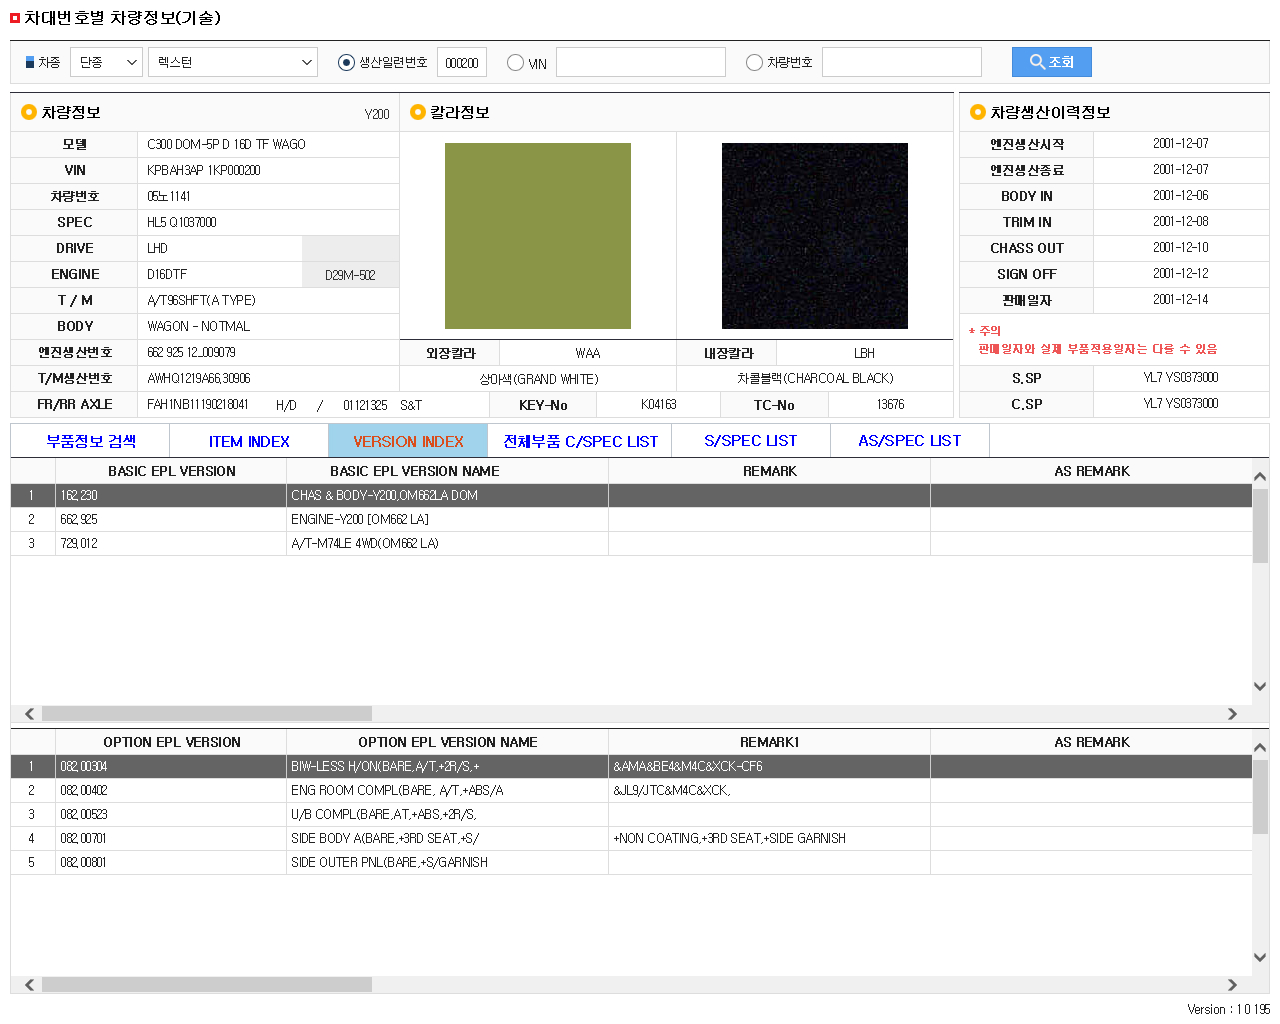 차대번호별 차량정보(기술)
차종 단종 렉스턴 생산일련번호 000200 VIN 차량번호 조회
차량정보 Y200
모델 C300 DOM-5P D 16D TF WAGO
VIN KPBAH3AP 1KP000200
차량번호 05노1141
SPEC HL5 Q1037000
DRIVE LHD
ENGINE D16DTF D29M-502
T / M A/T96SHFT(A TYPE)
BODY WAGON - NOTMAL
엔진생산번호 662 925 12_009079
T/M생산번호 AWHQ1219A66,30906
FR/RR AXLE FAH1NB11190218041 H/D / 01121325 S&T KEY-No K04163 TC-No 13676
칼라정보
외장칼라 WAA 내장칼라 LBH
상아색(GRAND WHITE) 차콜블랙(CHARCOAL BLACK)
차량생산이력정보
엔진생산시작 2001-12-07
엔진생산종료 2001-12-07
BODY IN 2001-12-06
TRIM IN 2001-12-08
CHASS OUT 2001-12-10
SIGN OFF 2001-12-12
판매일자 2001-12-14
* 주의
판매일자와 실제 부품적용일자는 다를 수 있음
S.SP YL7 YS0373000
C.SP YL7 YS0373000
부품정보 검색 ITEM INDEX VERSION INDEX 전체부품 C/SPEC LIST S/SPEC LIST AS/SPEC LIST
BASIC EPL VERSION BASIC EPL VERSION NAME REMARK AS REMARK
1 162,230 CHAS & BODY-Y200,OM662LA DOM
2 662,925 ENGINE-Y200 [OM662 LA]
3 729,012 A/T-M74LE 4WD(OM662 LA)
OPTION EPL VERSION OPTION EPL VERSION NAME REMARK1 AS REMARK
1 082,00304 BIW-LESS H/ON(BARE,A/T,+2R/S,+ &AMA&BE4&M4C&XCK-CF6
2 082,00402 ENG ROOM COMPL(BARE, A/T,+ABS/A &JL9/JTC&M4C&XCK,
3 082,00523 U/B COMPL(BARE,AT,+ABS,+2R/S,
4 082,00701 SIDE BODY A(BARE,+3RD SEAT,+S/ +NON COATING,+3RD SEAT,+SIDE GARNISH
5 082,00801 SIDE OUTER PNL(BARE,+S/GARNISH
Version : 1 0 195